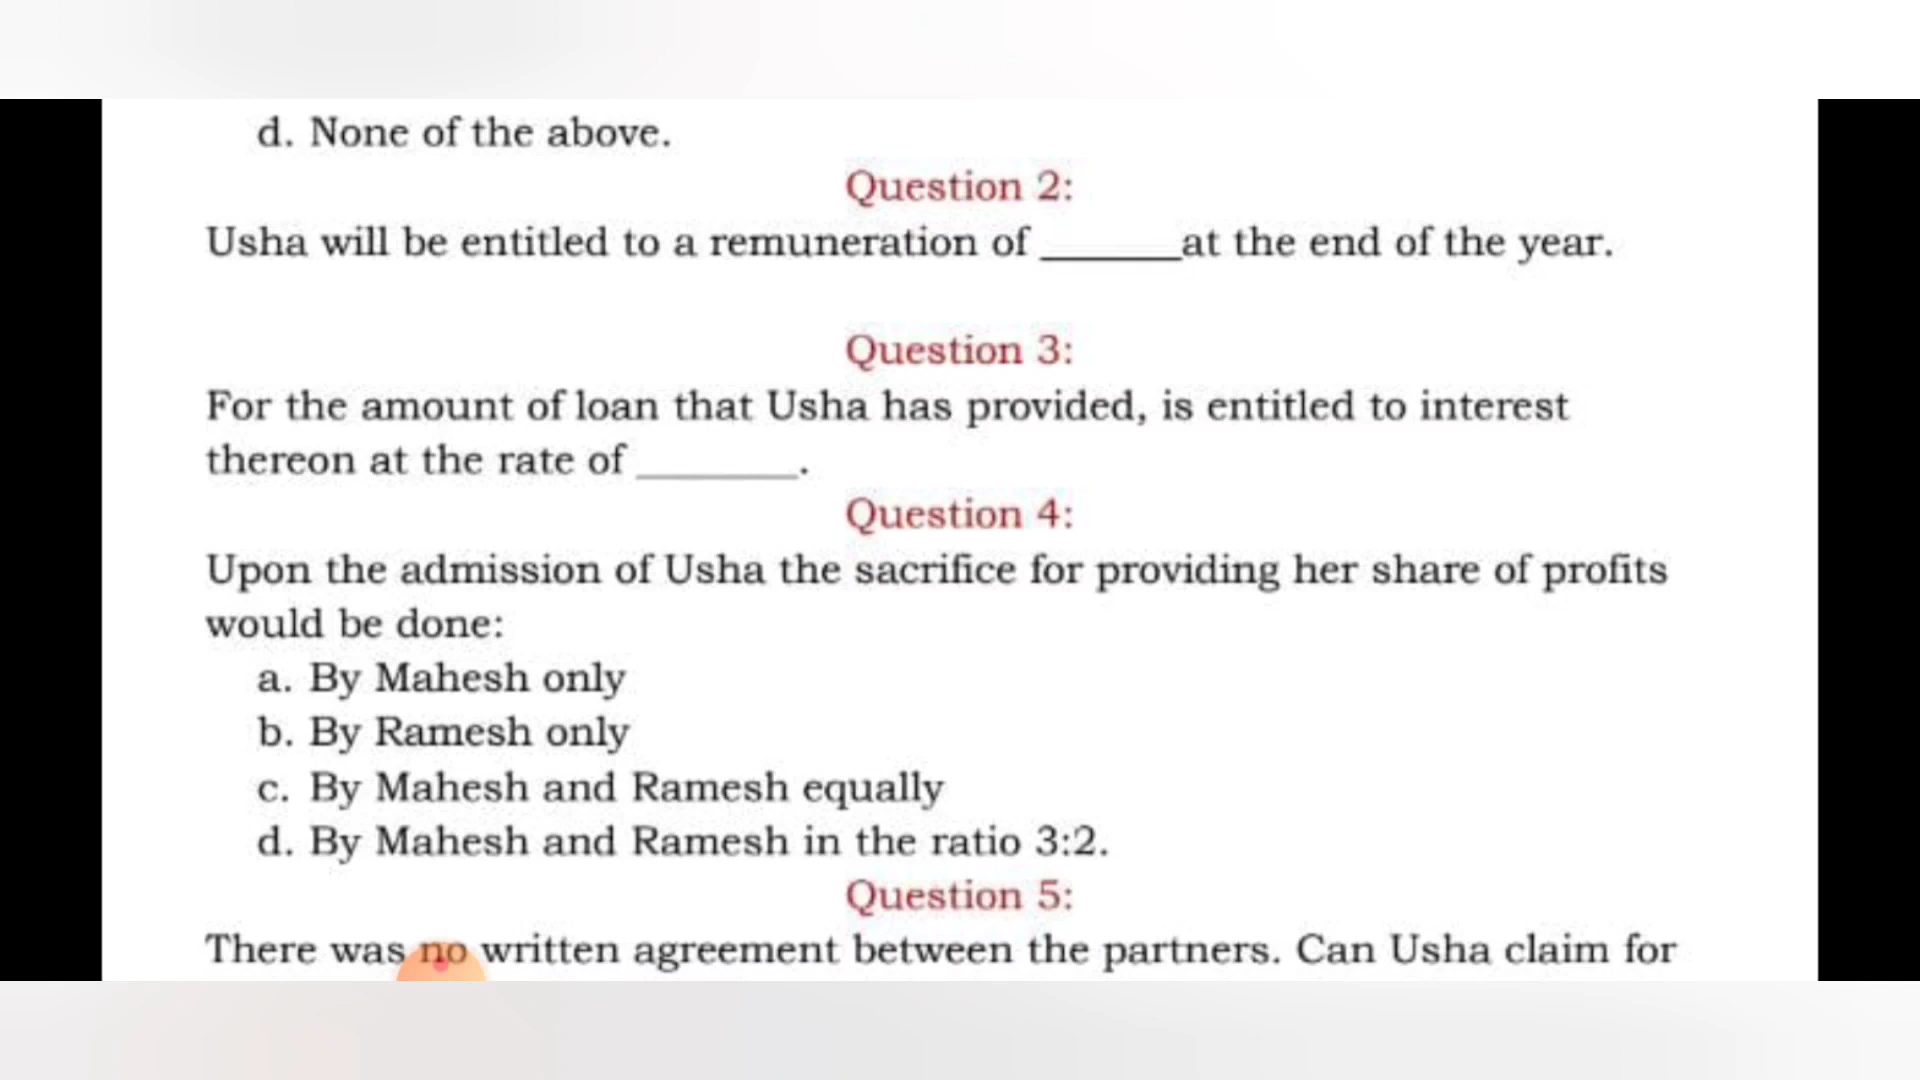 d. None of the above.
Question 2:
Usha will be entitled to a remuneration of ______at the end of the year.
Question 3:
For the amount of loan that Usha has provided, is entitled to interest
thereon at the rate of _______.
Question 4:
Upon the admission of Usha the sacrifice for providing her share of profits
would be done:
a. By Mahesh only
b. By Ramesh only
c. By Mahesh and Ramesh equally
d. By Mahesh and Ramesh in the ratio 3:2.
Question 5:
There was no written agreement between the partners. Can Usha claim for